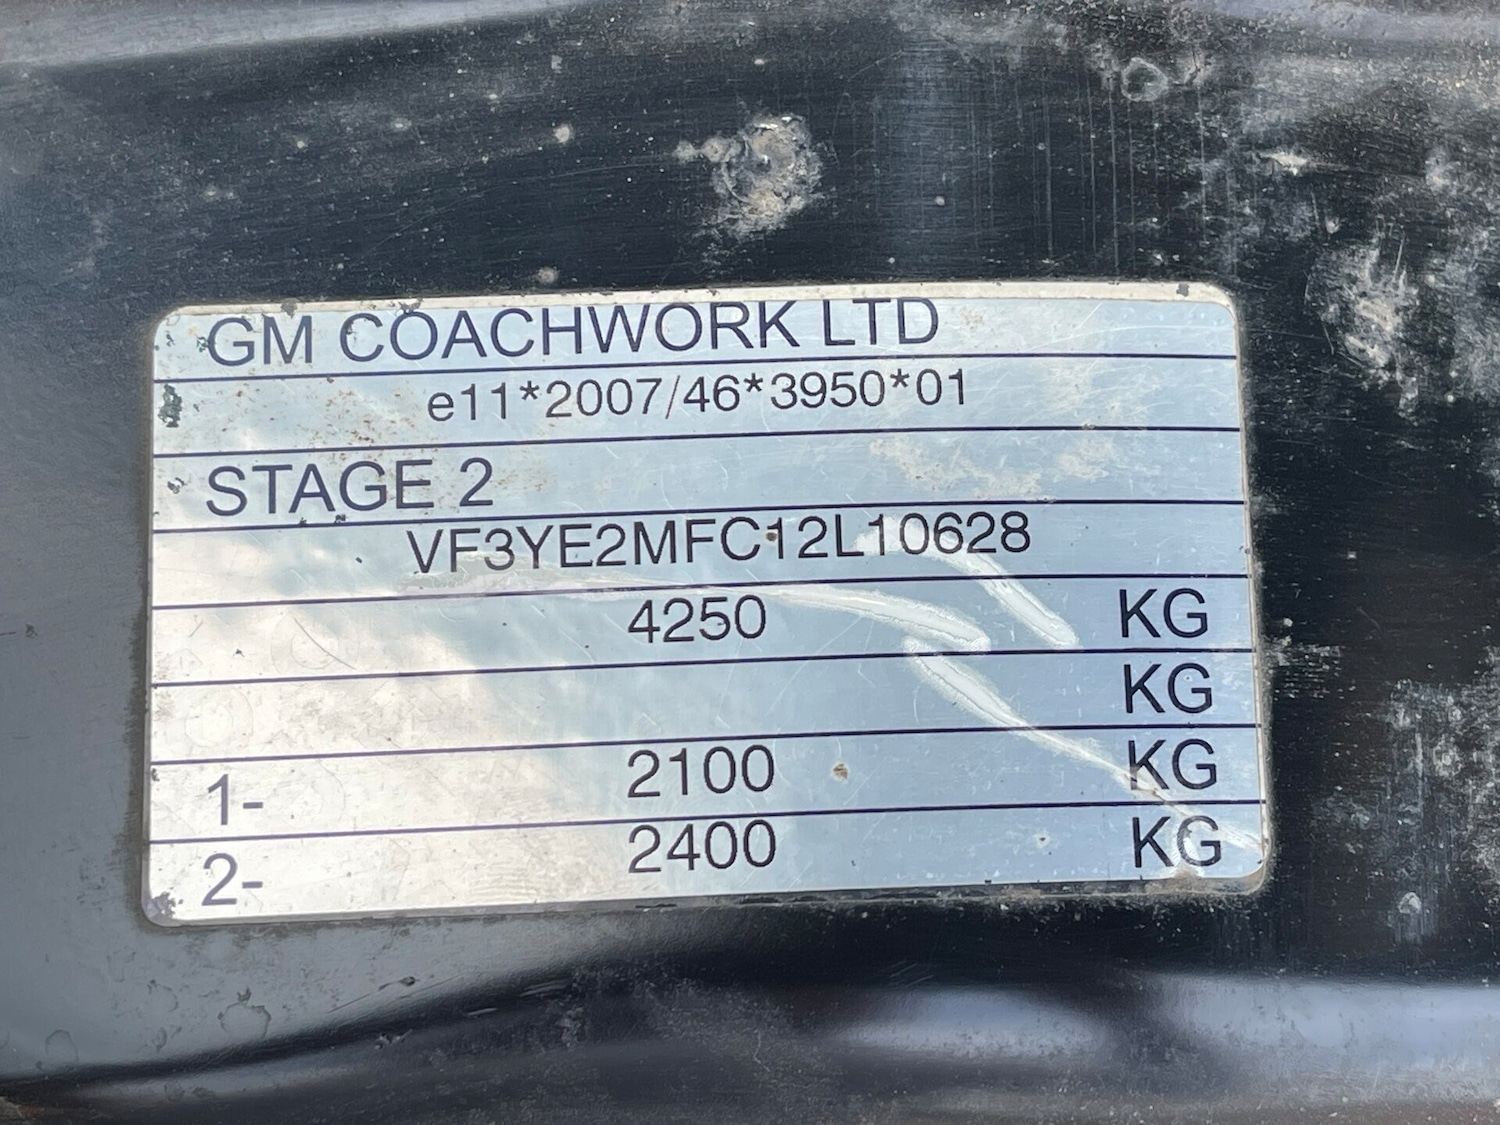 GM COACHWORK LTD
e11*2007/46*3950*01
STAGE 2
VF3YE2MFC12L10628
4250 KG
KG
1- 2100 KG
2- 2400 KG